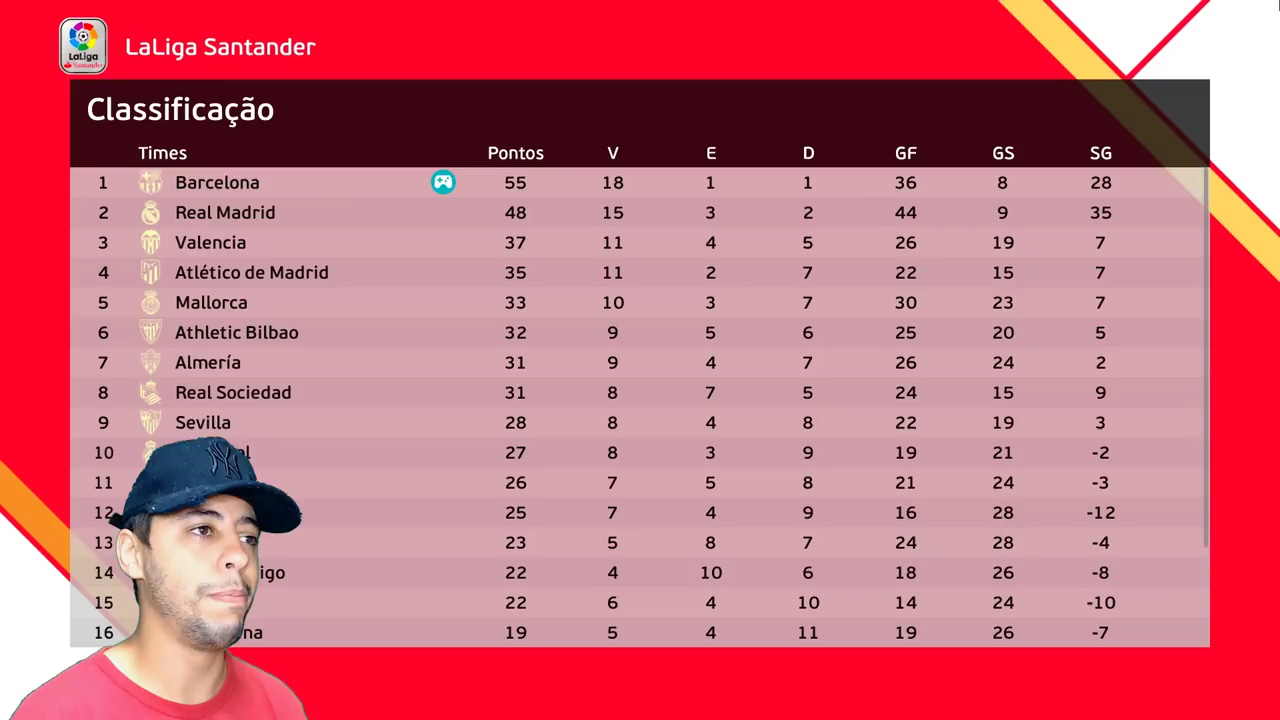 LaLiga Santander
LaLiga
Santander
Classificação
Times Pontos V E D GF GS SG
1 Barcelona 55 18 1 1 36 8 28
2 Real Madrid 48 15 3 2 44 9 35
3 Valencia 37 11 4 5 26 19 7
4 Atlético de Madrid 35 11 2 7 22 15 7
5 Mallorca 33 10 3 7 30 23 7
6 Athletic Bilbao 32 9 5 6 25 20 5
7 Almería 31 9 4 7 26 24 2
8 Real Sociedad 31 8 7 5 24 15 9
9 Sevilla 28 8 4 8 22 19 3
10 27 8 3 9 19 21 -2
11 26 7 5 8 21 24 -3
12 25 7 4 9 16 28 -12
13 23 5 8 7 24 28 -4
14 igo 22 4 10 6 18 26 -8
15 22 6 4 10 14 24 -10
16 na 19 5 4 11 19 26 -7
NY